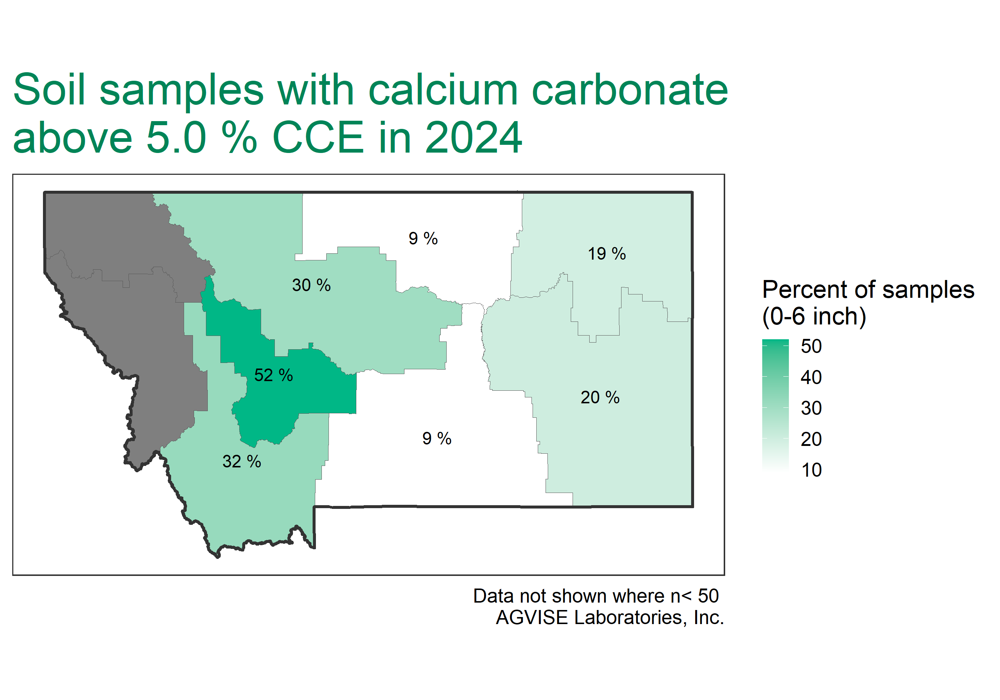 Soil samples with calcium carbonate
above 5.0 % CCE in 2024
9 %
19 %
30 %
52 %
20 %
9 %
32 %
Percent of samples
(0-6 inch)
50
40
30
20
10
Data not shown where n< 50
AGVISE Laboratories, Inc.